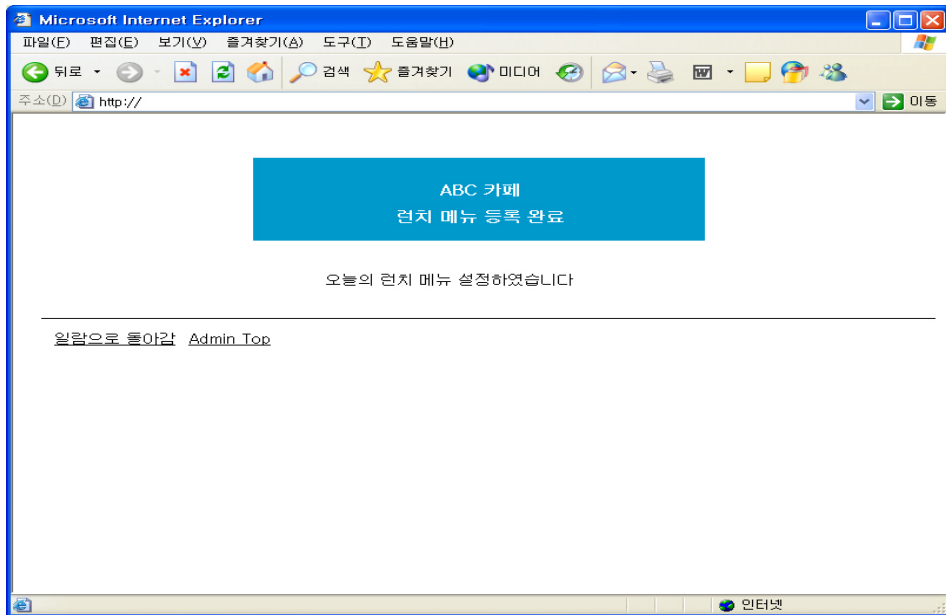 Microsoft Internet Explorer
파일(F) 편집(E) 보기(V) 즐겨찾기(A) 도구(T) 도움말(H)
뒤로 검색 즐겨찾기 미디어
주소(D) http:// 이동
ABC 카페
런치 메뉴 등록 완료
오늘의 런치 메뉴 설정하였습니다
일람으로 돌아감 Admin Top
인터넷